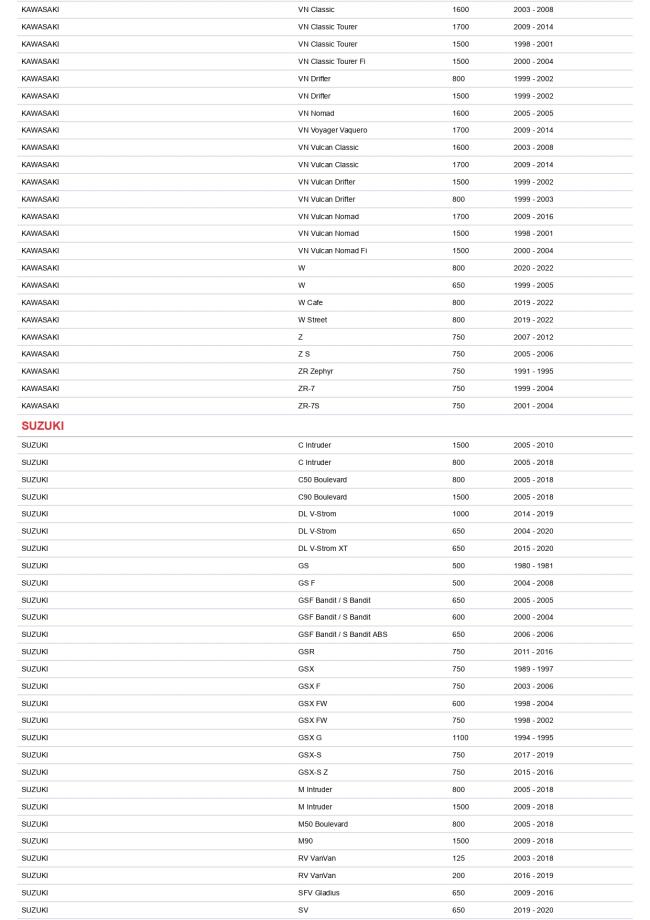 KAWASAKI VN Classic 1600 2003 - 2008
KAWASAKI VN Classic Tourer 1700 2009 - 2014
KAWASAKI VN Classic Tourer 1500 1998 - 2001
KAWASAKI VN Classic Tourer Fi 1500 2000 - 2004
KAWASAKI VN Drifter 800 1999 - 2002
KAWASAKI VN Drifter 1500 1999 - 2002
KAWASAKI VN Nomad 1600 2005 - 2005
KAWASAKI VN Voyager Vaquero 1700 2009 - 2014
KAWASAKI VN Vulcan Classic 1600 2003 - 2008
KAWASAKI VN Vulcan Classic 1700 2009 - 2014
KAWASAKI VN Vulcan Drifter 1500 1999 - 2002
KAWASAKI VN Vulcan Drifter 800 1999 - 2003
KAWASAKI VN Vulcan Nomad 1700 2009 - 2016
KAWASAKI VN Vulcan Nomad 1500 1998 - 2001
KAWASAKI VN Vulcan Nomad Fi 1500 2000 - 2004
KAWASAKI W 800 2020 - 2022
KAWASAKI W 650 1999 - 2005
KAWASAKI W Cafe 800 2019 - 2022
KAWASAKI W Street 800 2019 - 2022
KAWASAKI Z 750 2007 - 2012
KAWASAKI Z S 750 2005 - 2006
KAWASAKI ZR Zephyr 750 1991 - 1995
KAWASAKI ZR-7 750 1999 - 2004
KAWASAKI ZR-7S 750 2001 - 2004
SUZUKI
SUZUKI C Intruder 1500 2005 - 2010
SUZUKI C Intruder 800 2005 - 2018
SUZUKI C50 Boulevard 800 2005 - 2018
SUZUKI C90 Boulevard 1500 2005 - 2018
SUZUKI DL V-Strom 1000 2014 - 2019
SUZUKI DL V-Strom 650 2004 - 2020
SUZUKI DL V-Strom XT 650 2015 - 2020
SUZUKI GS 500 1980 - 1981
SUZUKI GS F 500 2004 - 2008
SUZUKI GSF Bandit / S Bandit 650 2005 - 2005
SUZUKI GSF Bandit / S Bandit 600 2000 - 2004
SUZUKI GSF Bandit / S Bandit ABS 650 2006 - 2006
SUZUKI GSR 750 2011 - 2016
SUZUKI GSX 750 1989 - 1997
SUZUKI GSX F 750 2003 - 2006
SUZUKI GSX FW 600 1998 - 2004
SUZUKI GSX FW 750 1998 - 2002
SUZUKI GSX G 1100 1994 - 1995
SUZUKI GSX-S 750 2017 - 2019
SUZUKI GSX-S Z 750 2015 - 2016
SUZUKI M Intruder 800 2005 - 2018
SUZUKI M Intruder 1500 2009 - 2018
SUZUKI M50 Boulevard 800 2005 - 2018
SUZUKI M90 1500 2009 - 2018
SUZUKI RV VanVan 125 2003 - 2018
SUZUKI RV VanVan 200 2016 - 2019
SUZUKI SFV Gladius 650 2009 - 2016
SUZUKI SV 650 2019 - 2020